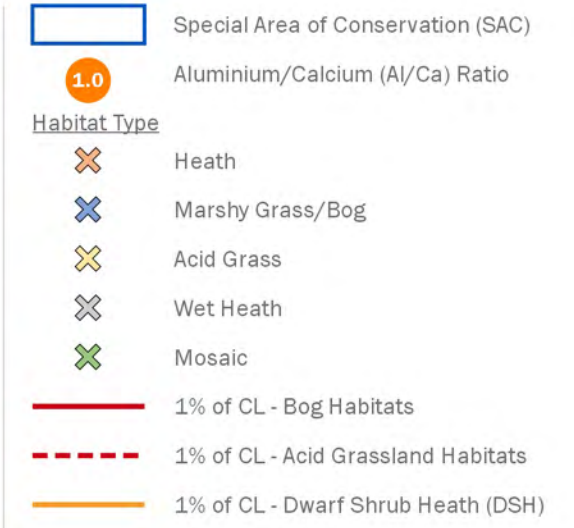 Special Area of Conservation (SAC)
1.0 Aluminium/Calcium (Al/Ca) Ratio
Habitat Type
Heath
Marshy Grass/Bog
Acid Grass
Wet Heath
Mosaic
1% of CL - Bog Habitats
1% of CL - Acid Grassland Habitats
1% of CL - Dwarf Shrub Heath (DSH)